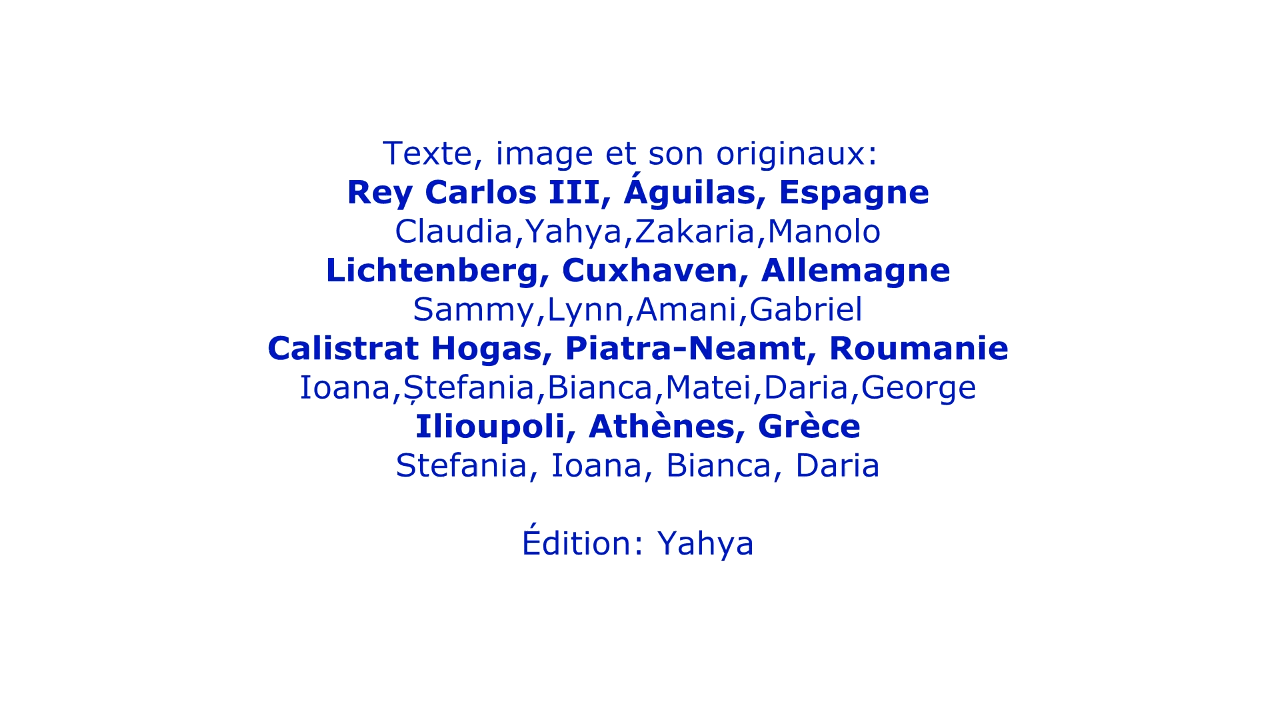 Texte, image et son originaux:
Rey Carlos III, Águilas, Espagne
Claudia,Yahya,Zakaria,Manolo
Lichtenberg, Cuxhaven, Allemagne
Sammy,Lynn,Amani,Gabriel
Calistrat Hogas, Piatra-Neamt, Roumanie
Ioana,Ștefania,Bianca,Matei,Daria,George
Ilioupoli, Athènes, Grèce
Stefania, Ioana, Bianca, Daria
Édition: Yahya